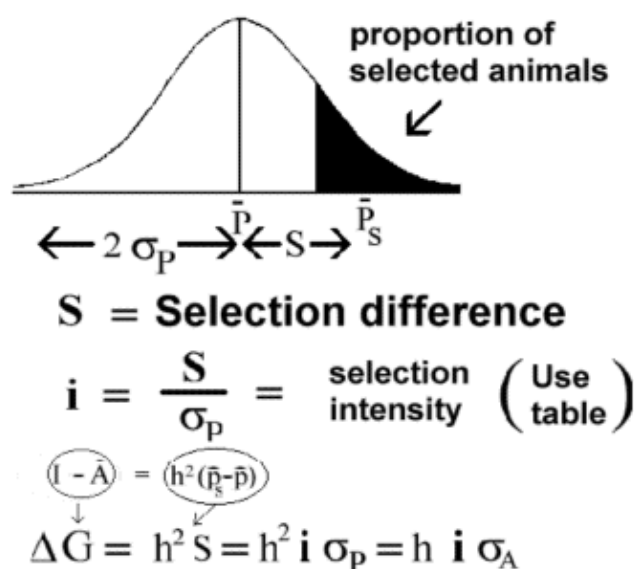 proportion of
selected animals
P̄ P̄s
← 2 σP → ← S →
S = Selection difference
i = S / σP = selection intensity (Use table)
I - Ā = h²(p̄s-p̄)
ΔG = h² S = h² i σP = h i σA